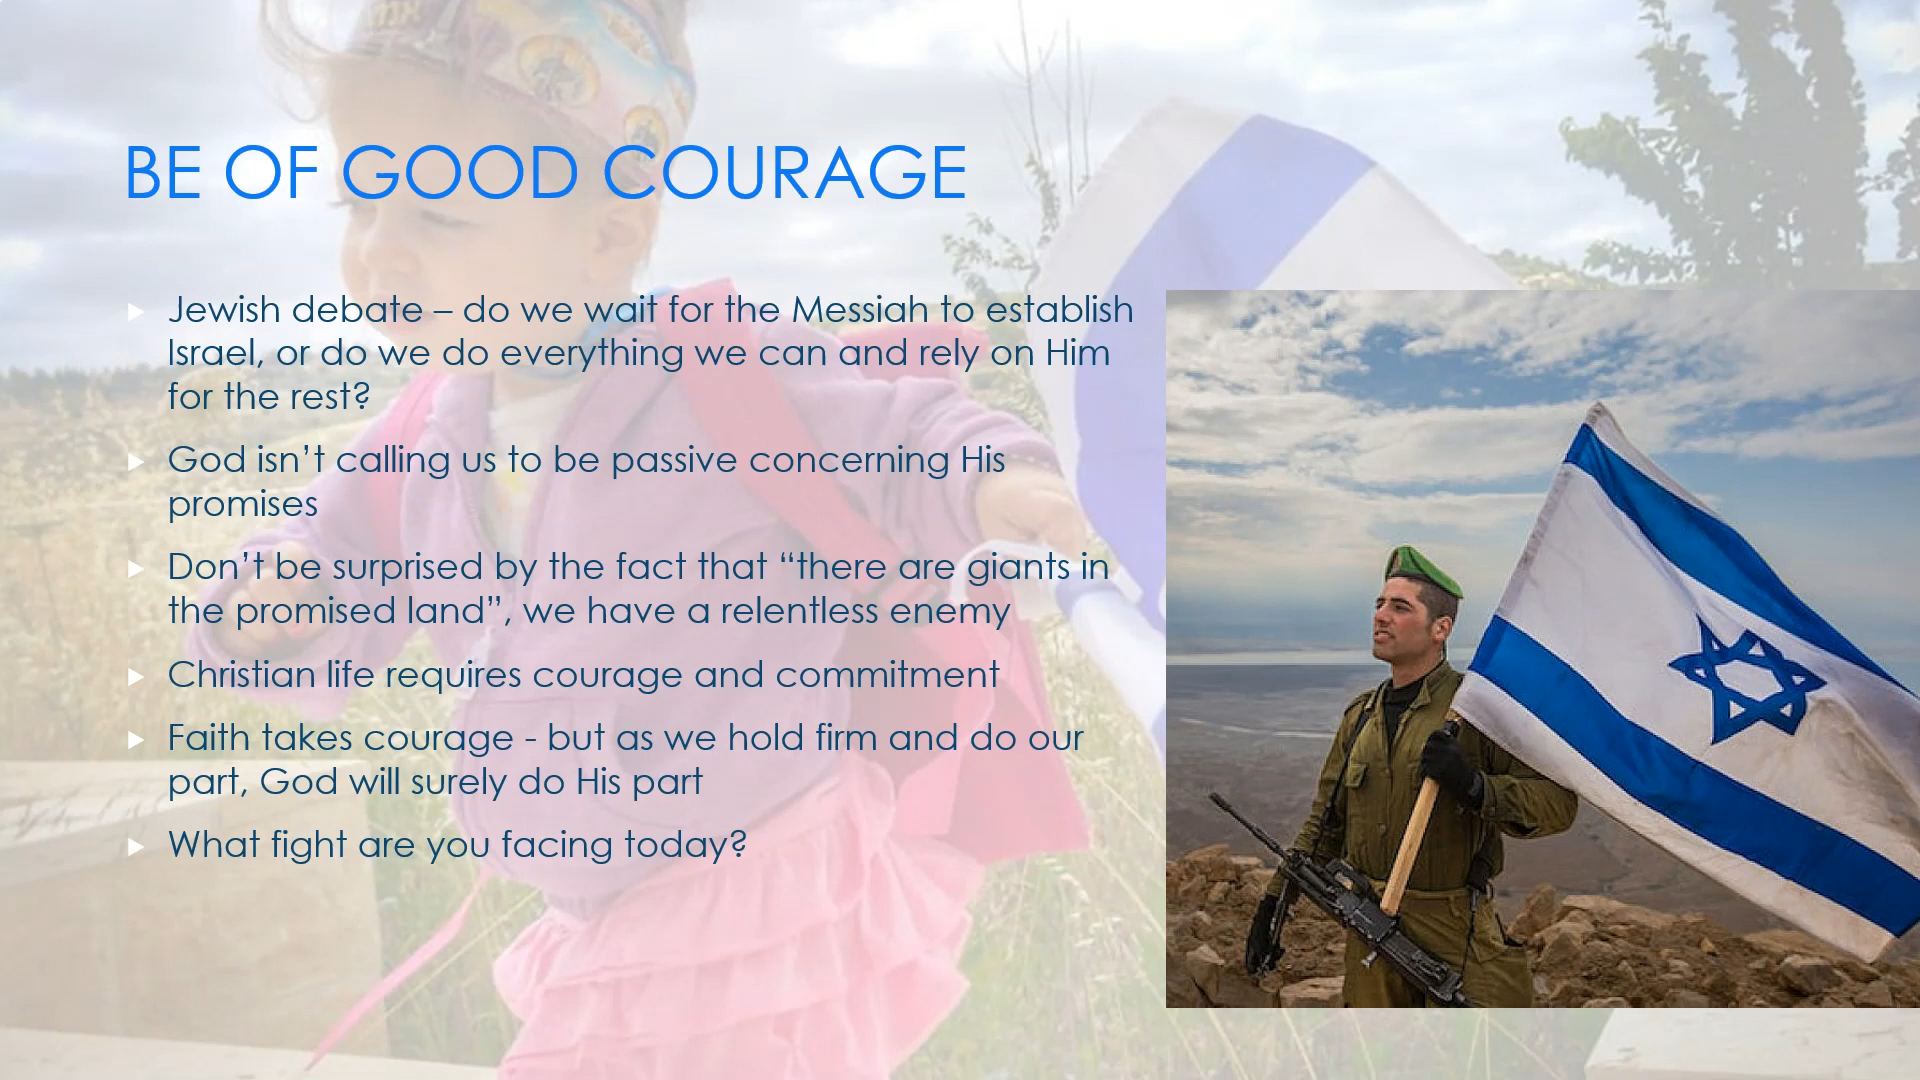 BE OF GOOD COURAGE
Jewish debate – do we wait for the Messiah to establish
Israel, or do we do everything we can and rely on Him
for the rest?
God isn’t calling us to be passive concerning His
promises
Don’t be surprised by the fact that “there are giants in
the promised land”, we have a relentless enemy
Christian life requires courage and commitment
Faith takes courage - but as we hold firm and do our
part, God will surely do His part
What fight are you facing today?